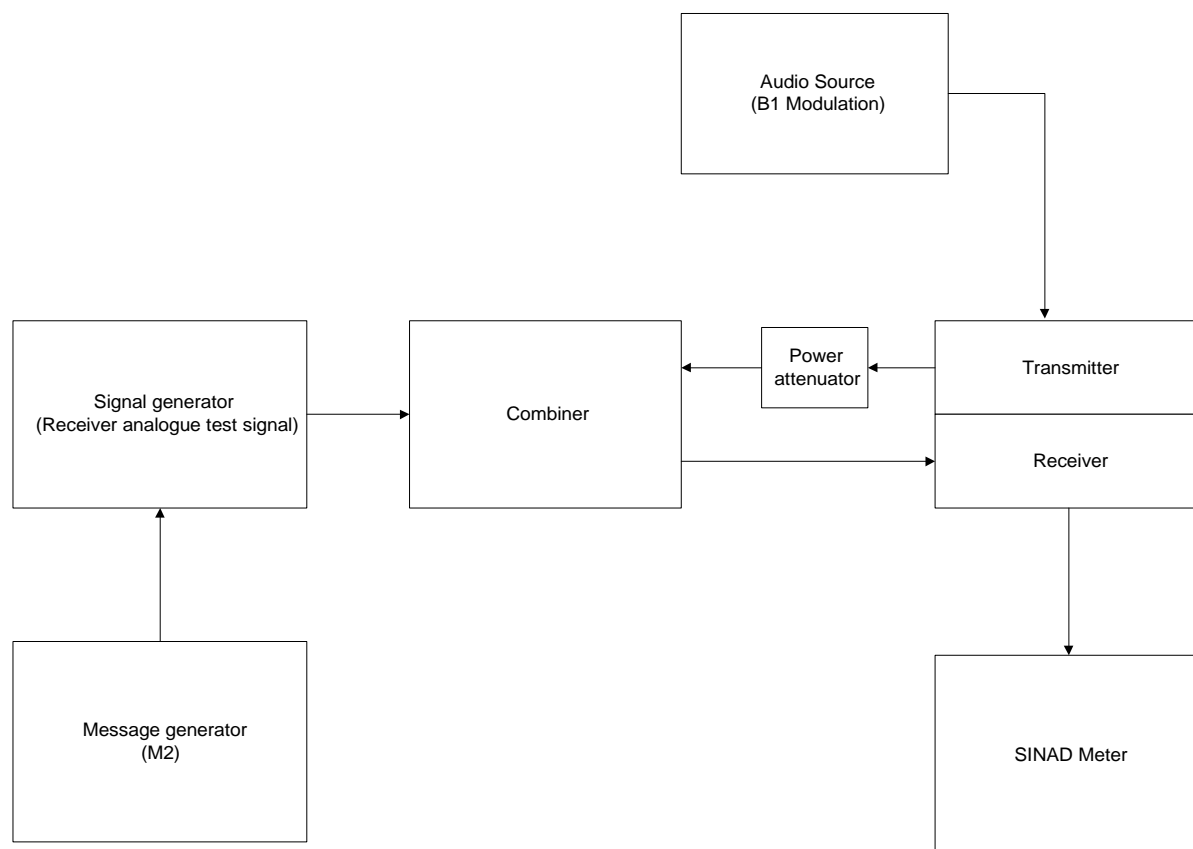 Audio Source
(B1 Modulation)
Power
attenuator
Transmitter
Signal generator
(Receiver analogue test signal)
Combiner
Receiver
Message generator
(M2)
SINAD Meter